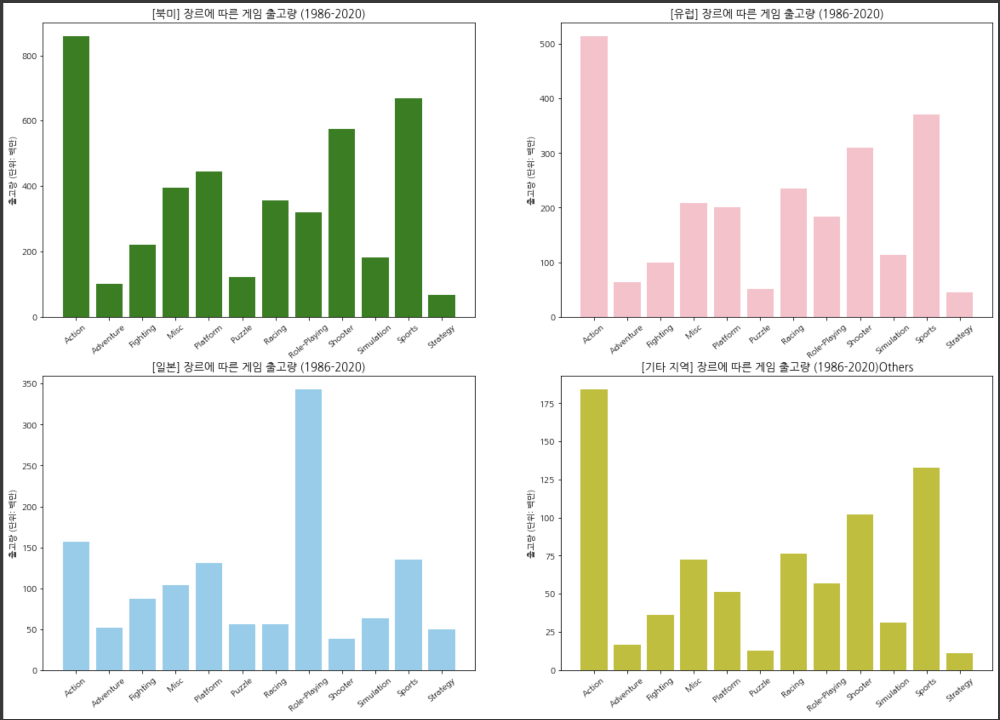 [북미] 장르에 따른 게임 출고량 (1986-2020)
출고량 (단위: 백만)
800
600
400
200
0
Action
Adventure
Fighting
Misc
Platform
Puzzle
Racing
Role-Playing
Shooter
Simulation
Sports
Strategy
[유럽] 장르에 따른 게임 출고량 (1986-2020)
출고량 (단위: 백만)
500
400
300
200
100
0
Action
Adventure
Fighting
Misc
Platform
Puzzle
Racing
Role-Playing
Shooter
Simulation
Sports
Strategy
[일본] 장르에 따른 게임 출고량 (1986-2020)
출고량 (단위: 백만)
350
300
250
200
150
100
50
0
Action
Adventure
Fighting
Misc
Platform
Puzzle
Racing
Role-Playing
Shooter
Simulation
Sports
Strategy
[기타 지역] 장르에 따른 게임 출고량 (1986-2020)Others
출고량 (단위: 백만)
175
150
125
100
75
50
25
0
Action
Adventure
Fighting
Misc
Platform
Puzzle
Racing
Role-Playing
Shooter
Simulation
Sports
Strategy